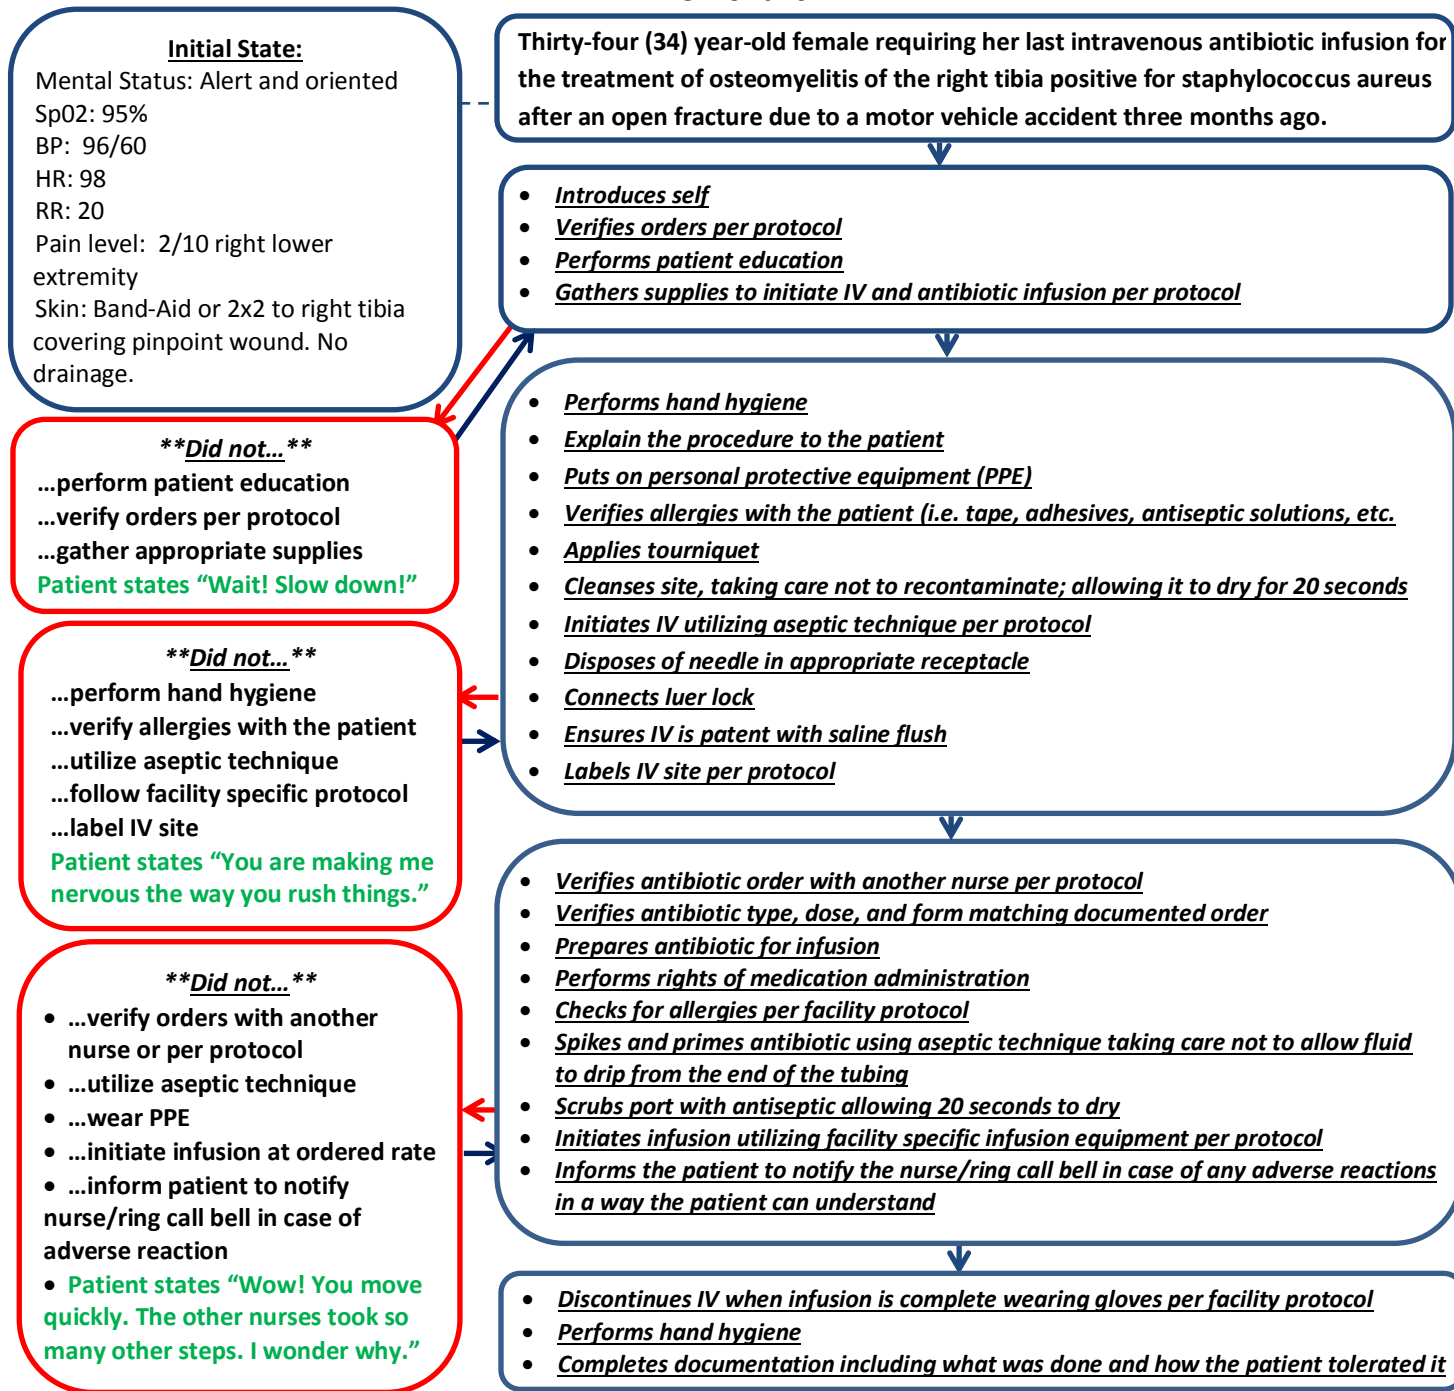 Initial State:
Mental Status: Alert and oriented
Sp02: 95%
BP:  96/60
HR: 98
RR: 20
Pain level:  2/10 right lower
extremity
Skin: Band-Aid or 2x2 to right tibia
covering pinpoint wound. No
drainage.
Thirty-four (34) year-old female requiring her last intravenous antibiotic infusion for
the treatment of osteomyelitis of the right tibia positive for staphylococcus aureus
after an open fracture due to a motor vehicle accident three months ago.
• Introduces self
• Verifies orders per protocol
• Performs patient education
• Gathers supplies to initiate IV and antibiotic infusion per protocol
**Did not…**
…perform patient education
…verify orders per protocol
…gather appropriate supplies
Patient states “Wait! Slow down!”
• Performs hand hygiene
• Explain the procedure to the patient
• Puts on personal protective equipment (PPE)
• Verifies allergies with the patient (i.e. tape, adhesives, antiseptic solutions, etc.
• Applies tourniquet
• Cleanses site, taking care not to recontaminate; allowing it to dry for 20 seconds
• Initiates IV utilizing aseptic technique per protocol
• Disposes of needle in appropriate receptacle
• Connects luer lock
• Ensures IV is patent with saline flush
• Labels IV site per protocol
**Did not…**
…perform hand hygiene
…verify allergies with the patient
…utilize aseptic technique
…follow facility specific protocol
…label IV site
Patient states “You are making me
nervous the way you rush things.”
• Verifies antibiotic order with another nurse per protocol
• Verifies antibiotic type, dose, and form matching documented order
• Prepares antibiotic for infusion
• Performs rights of medication administration
• Checks for allergies per facility protocol
• Spikes and primes antibiotic using aseptic technique taking care not to allow fluid
to drip from the end of the tubing
• Scrubs port with antiseptic allowing 20 seconds to dry
• Initiates infusion utilizing facility specific infusion equipment per protocol
• Informs the patient to notify the nurse/ring call bell in case of any adverse reactions
in a way the patient can understand
**Did not…**
• …verify orders with another
nurse or per protocol
• …utilize aseptic technique
• …wear PPE
• …initiate infusion at ordered rate
• …inform patient to notify
nurse/ring call bell in case of
adverse reaction
• Patient states “Wow! You move
quickly. The other nurses took so
many other steps. I wonder why.”
• Discontinues IV when infusion is complete wearing gloves per facility protocol
• Performs hand hygiene
• Completes documentation including what was done and how the patient tolerated it